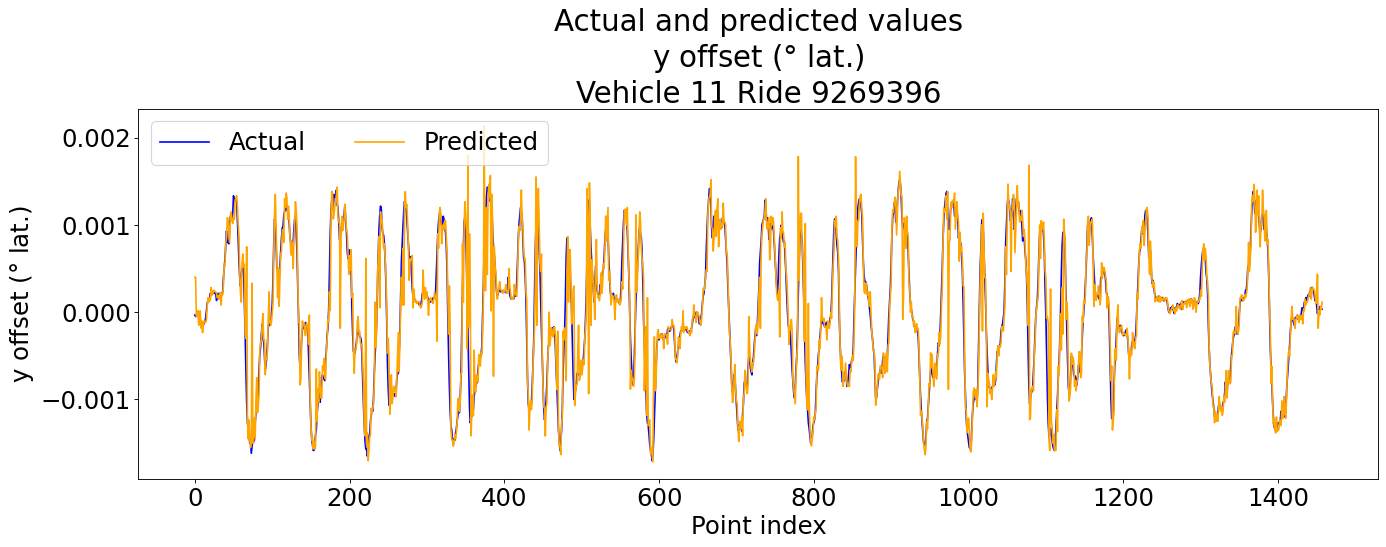 Actual and predicted values
y offset (° lat.)
Vehicle 11 Ride 9269396
Actual
Predicted
y offset (° lat.)
0.002
0.001
0.000
−0.001
0
200
400
600
800
1000
1200
1400
Point index